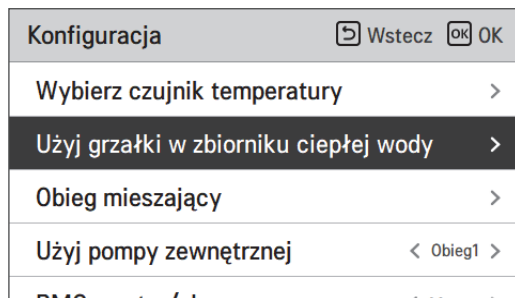 Konfiguracja Wstecz OK OK
Wybierz czujnik temperatury >
Użyj grzałki w zbiorniku ciepłej wody >
Obieg mieszający >
Użyj pompy zewnętrznej < Obieg1 >